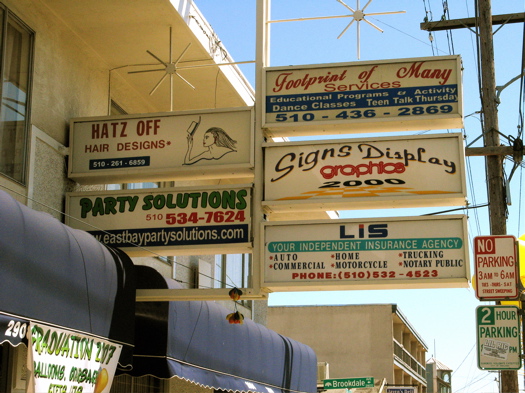 HATZ OFF
HAIR DESIGNS
510-261-6859
PARTY SOLUTIONS
510 534-7624
www.eastbaypartysolutions.com
Footprint of Many
Services
Educational Programs & Activity
Dance Classes Teen Talk Thursday
510-436-2869
Signs Display
graphics
2000
LIS
YOUR INDEPENDENT INSURANCE AGENCY
*AUTO *HOME *TRUCKING
*COMMERCIAL *MOTORCYCLE *NOTARY PUBLIC
PHONE: (510)532-4523
NO
PARKING
3AM TO 6AM
STREET SWEEPING
2 HOUR
PARKING
290
GRADUATION
BALLOONS
Brookdale